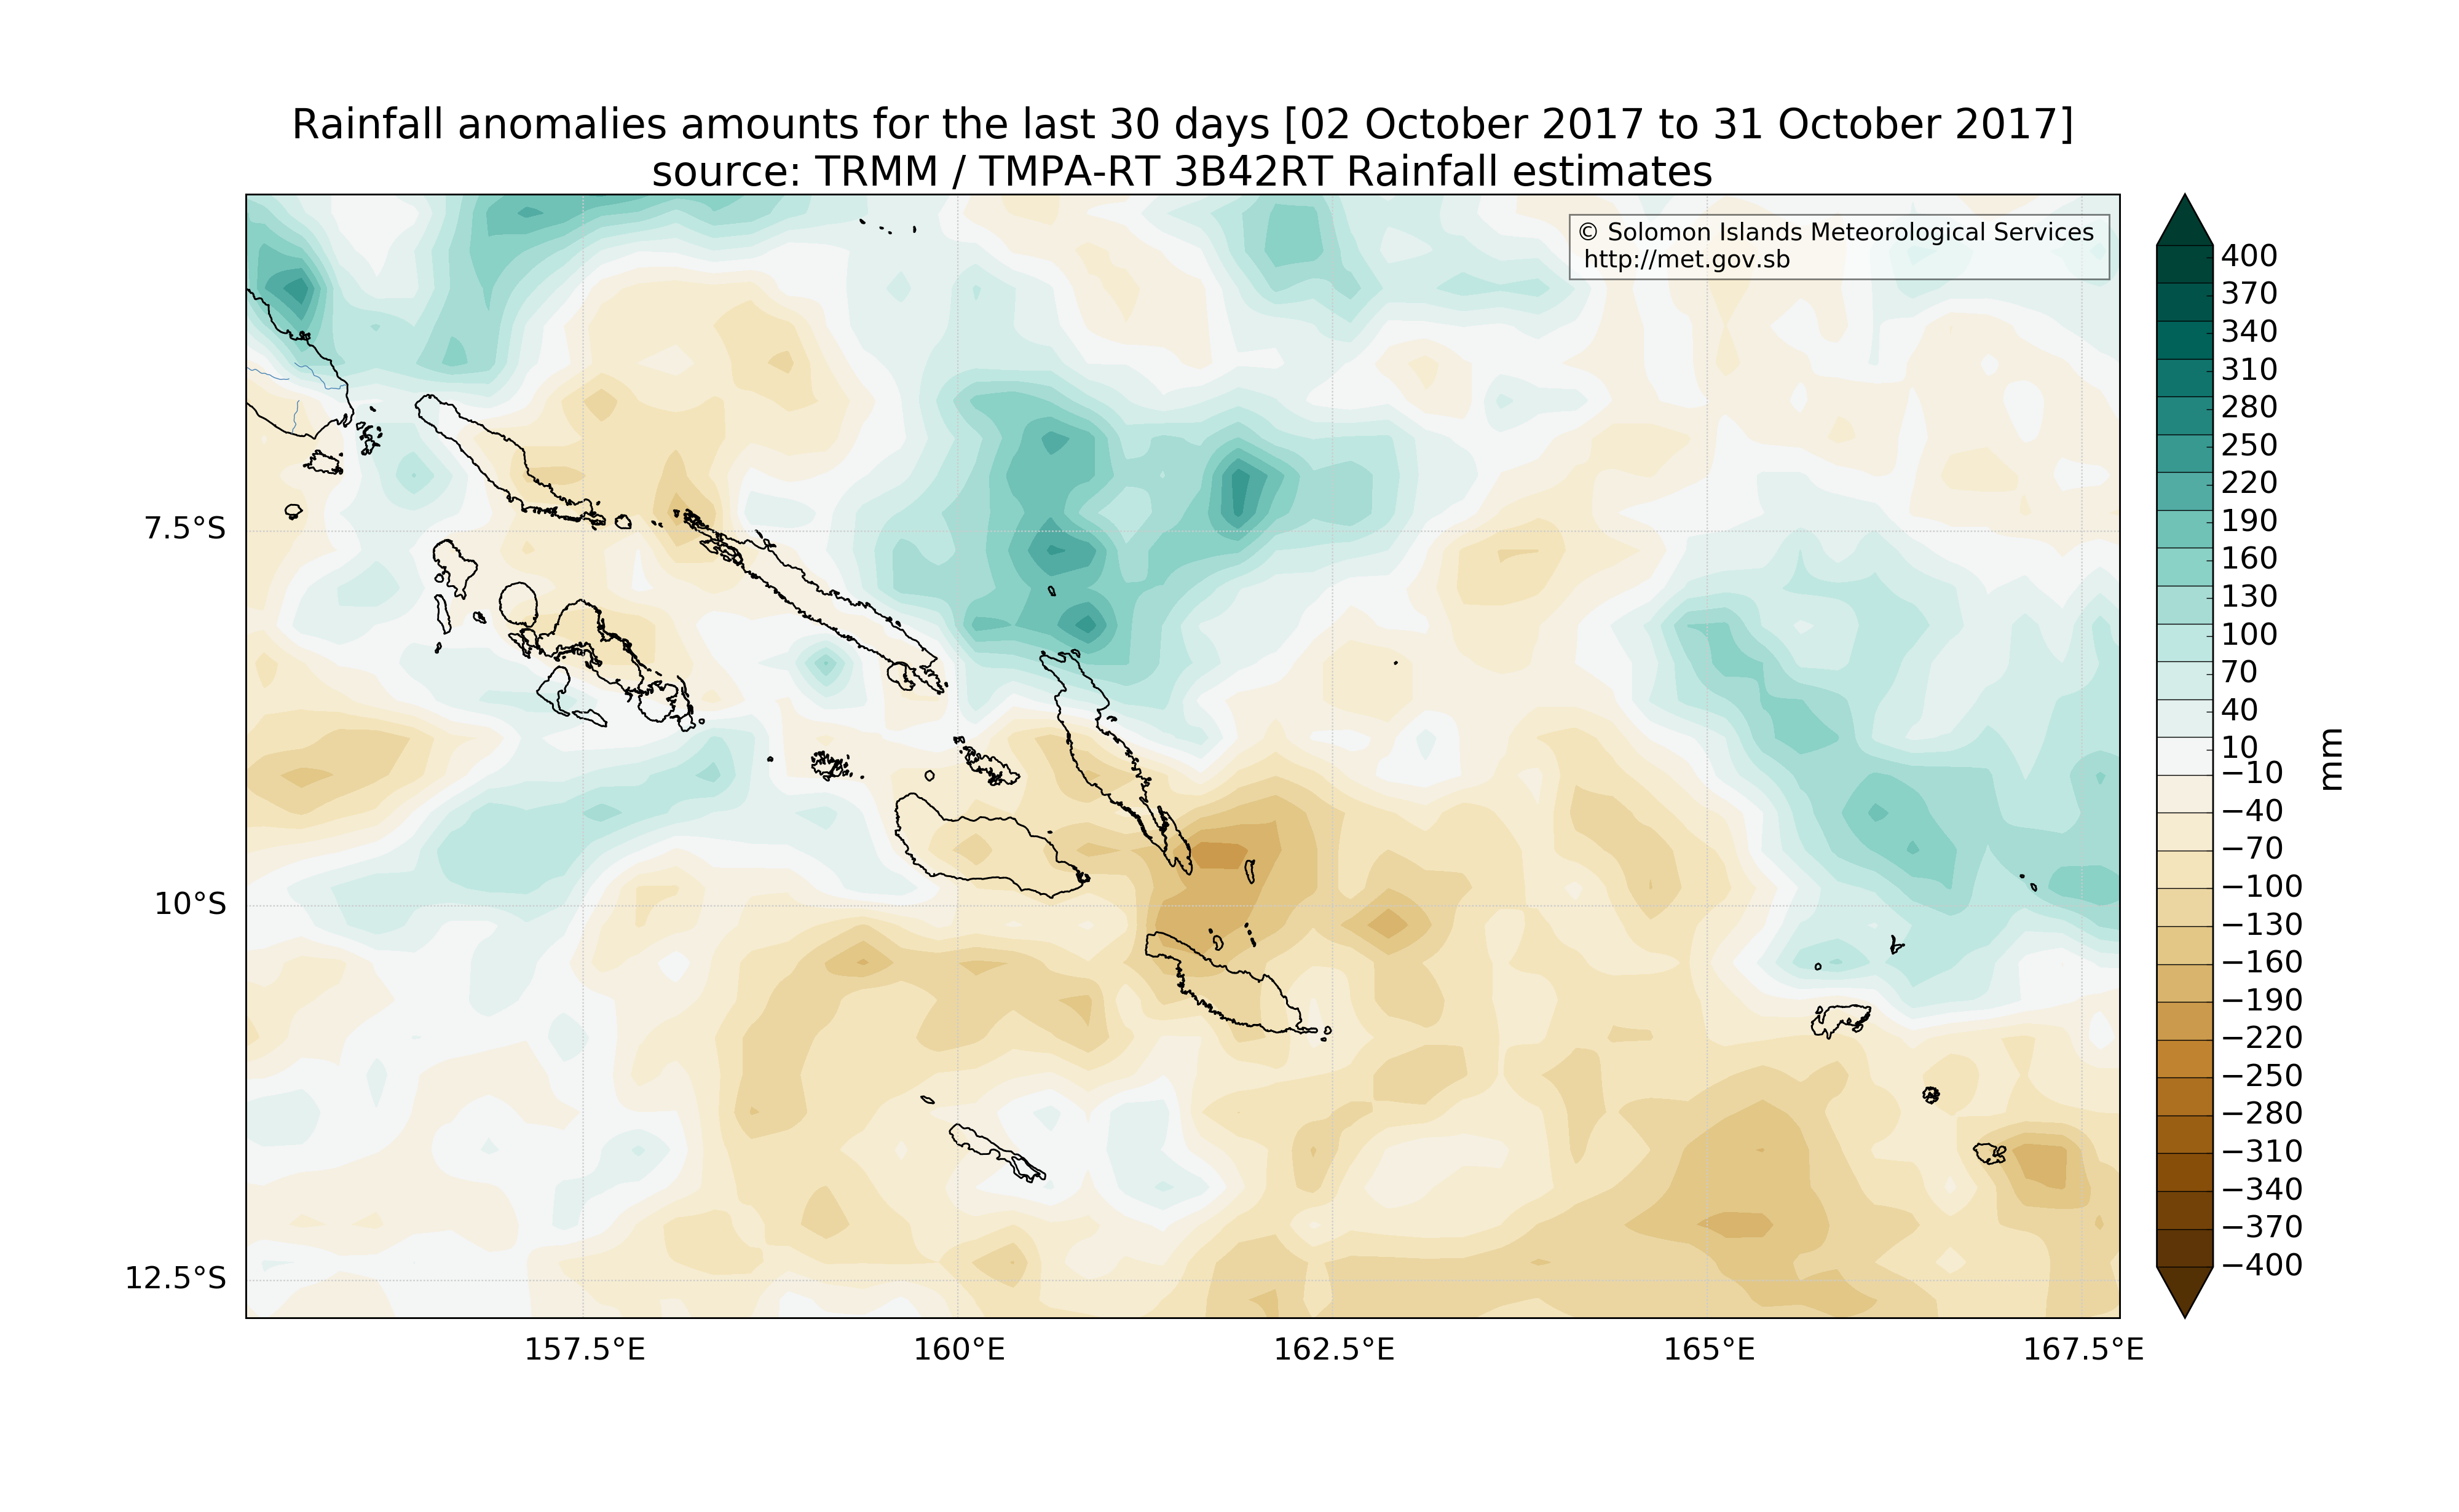 Rainfall anomalies amounts for the last 30 days [02 October 2017 to 31 October 2017]
source: TRMM / TMPA-RT 3B42RT Rainfall estimates
© Solomon Islands Meteorological Services
http://met.gov.sb
7.5°S
10°S
12.5°S
157.5°E
160°E
162.5°E
165°E
167.5°E
400
370
340
310
280
250
220
190
160
130
100
70
40
10
−10
−40
−70
−100
−130
−160
−190
−220
−250
−280
−310
−340
−370
−400
mm